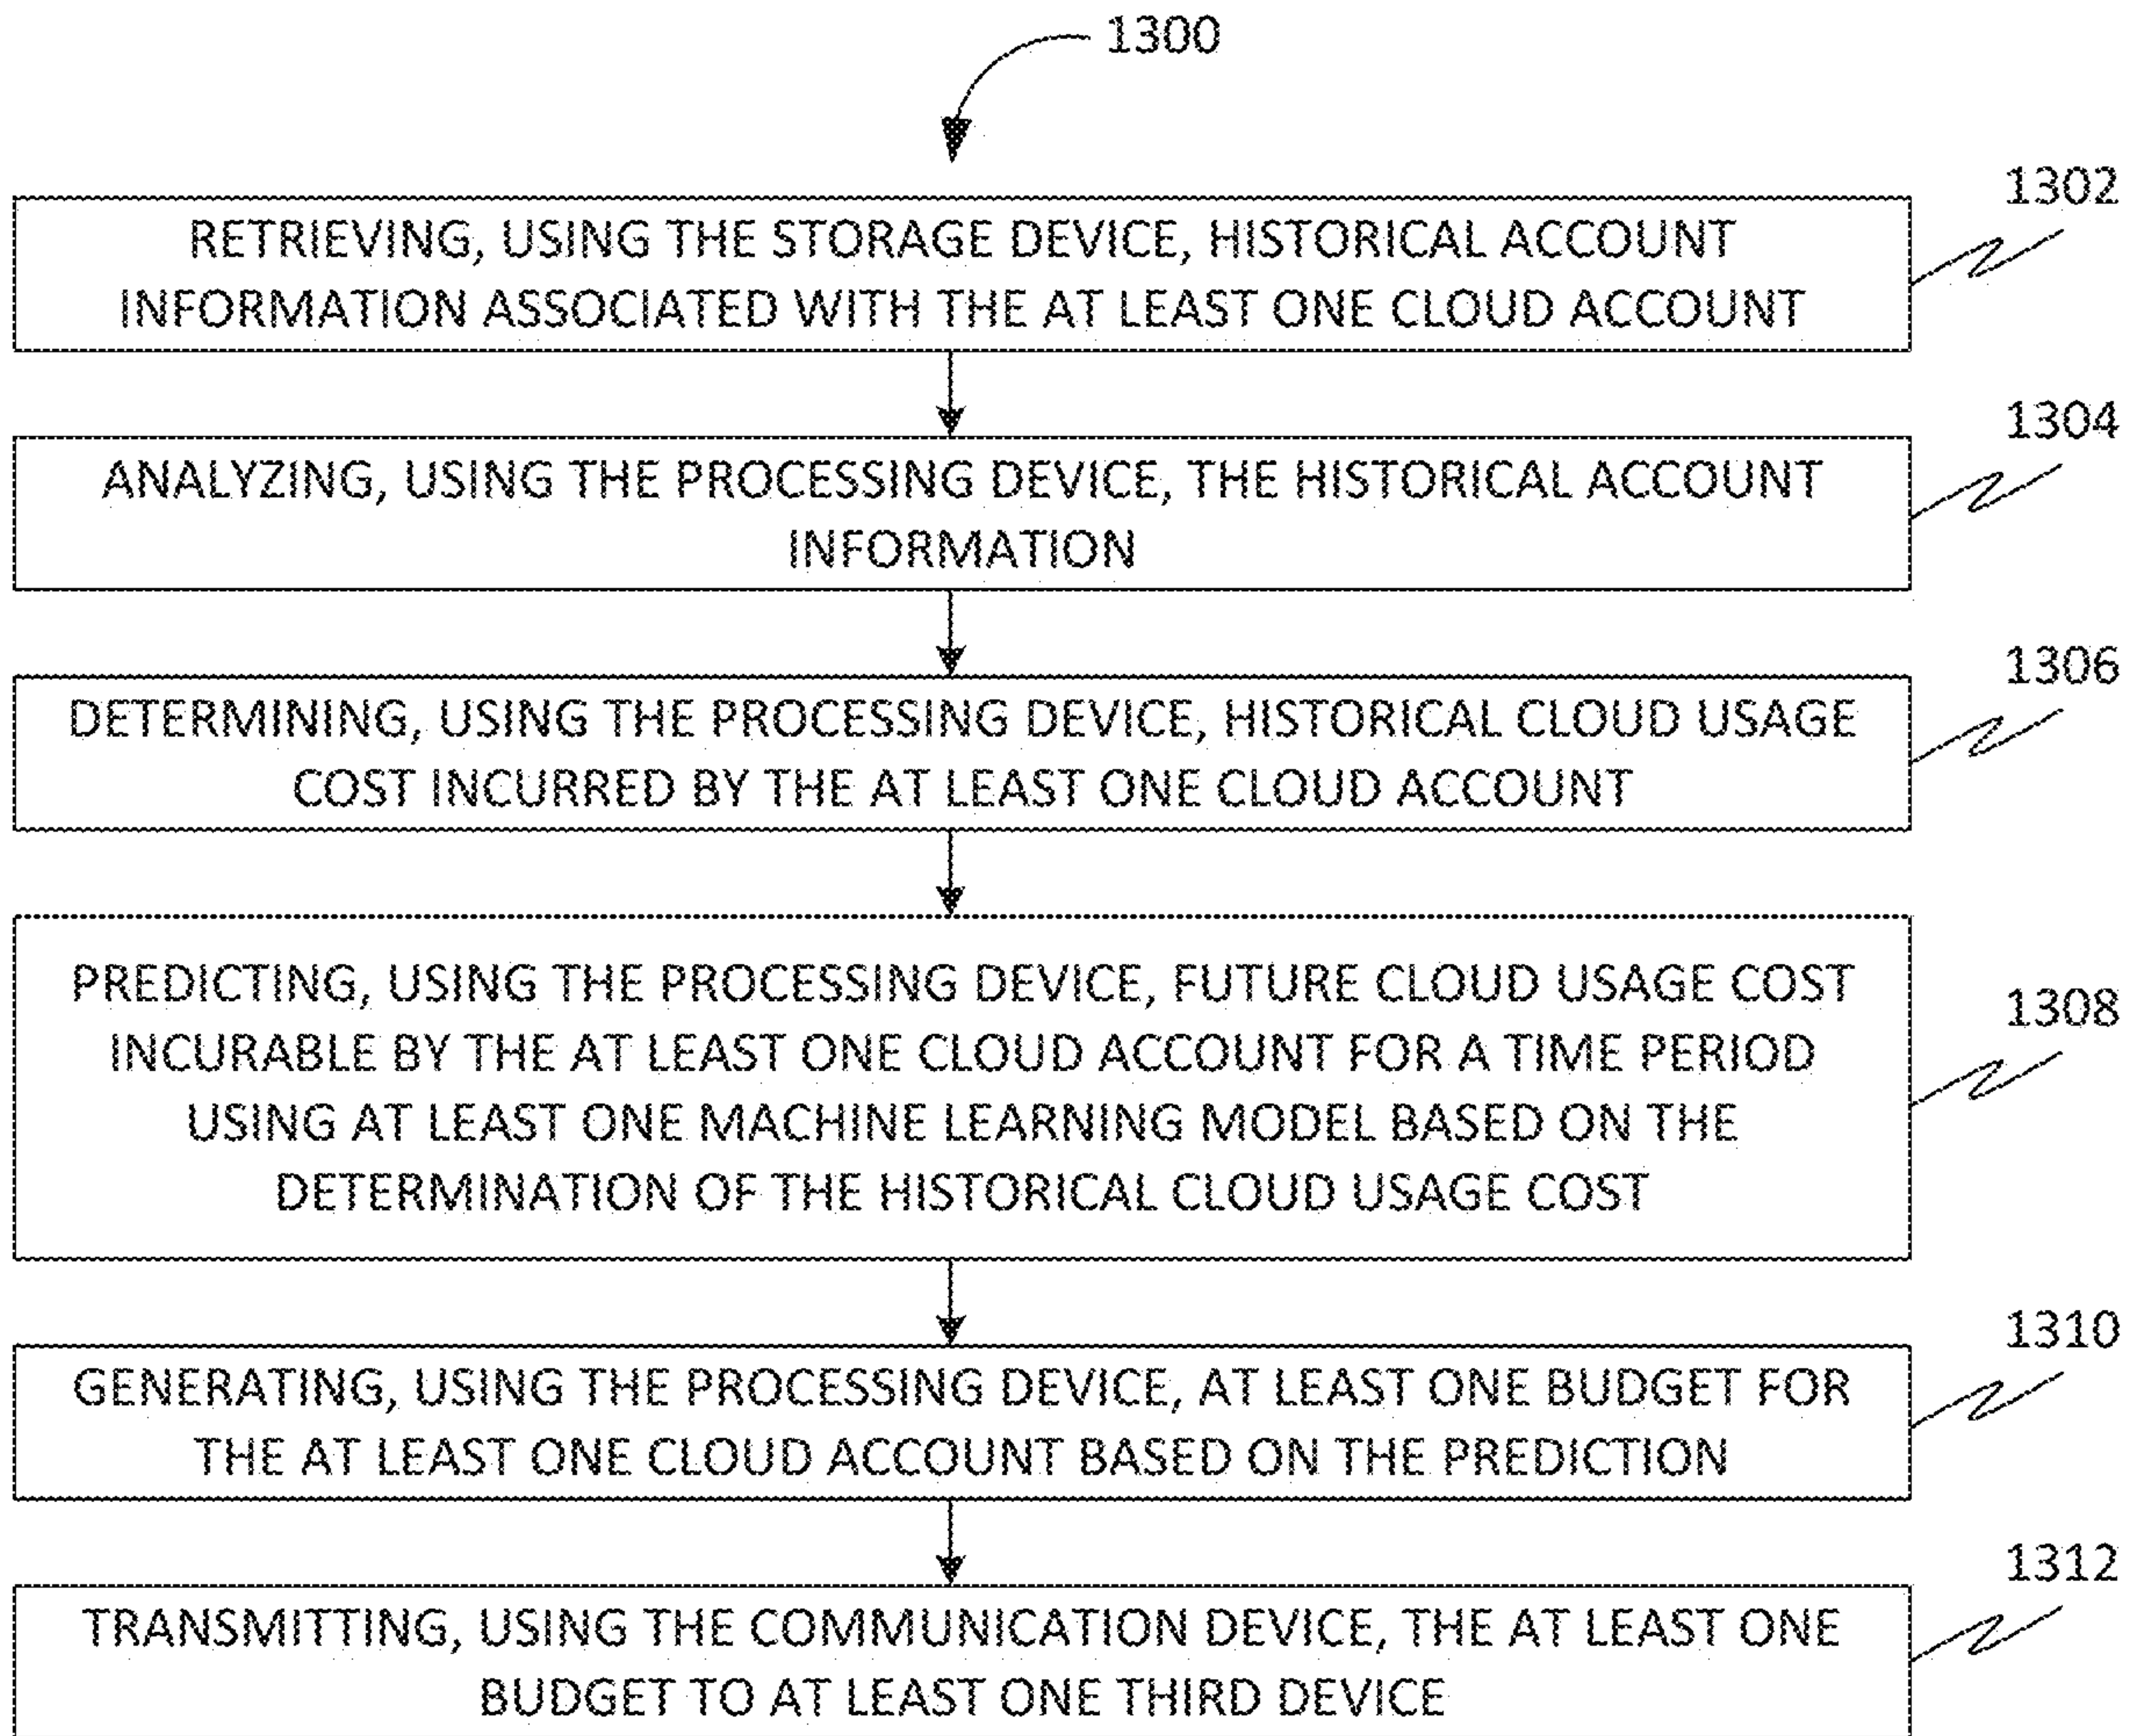 1300
1302
RETRIEVING, USING THE STORAGE DEVICE, HISTORICAL ACCOUNT
INFORMATION ASSOCIATED WITH THE AT LEAST ONE CLOUD ACCOUNT
1304
ANALYZING, USING THE PROCESSING DEVICE, THE HISTORICAL ACCOUNT
INFORMATION
1306
DETERMINING, USING THE PROCESSING DEVICE, HISTORICAL CLOUD USAGE
COST INCURRED BY THE AT LEAST ONE CLOUD ACCOUNT
1308
PREDICTING, USING THE PROCESSING DEVICE, FUTURE CLOUD USAGE COST
INCURABLE BY THE AT LEAST ONE CLOUD ACCOUNT FOR A TIME PERIOD
USING AT LEAST ONE MACHINE LEARNING MODEL BASED ON THE
DETERMINATION OF THE HISTORICAL CLOUD USAGE COST
1310
GENERATING, USING THE PROCESSING DEVICE, AT LEAST ONE BUDGET FOR
THE AT LEAST ONE CLOUD ACCOUNT BASED ON THE PREDICTION
1312
TRANSMITTING, USING THE COMMUNICATION DEVICE, THE AT LEAST ONE
BUDGET TO AT LEAST ONE THIRD DEVICE